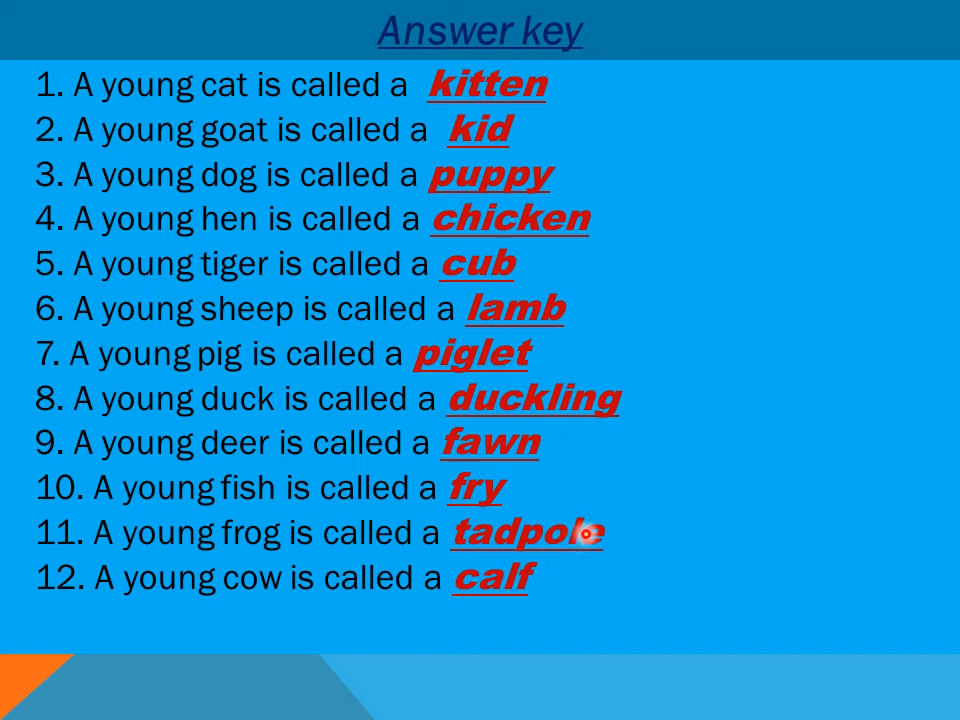 Answer key
1. A young cat is called a kitten
2. A young goat is called a kid
3. A young dog is called a puppy
4. A young hen is called a chicken
5. A young tiger is called a cub
6. A young sheep is called a lamb
7. A young pig is called a piglet
8. A young duck is called a duckling
9. A young deer is called a fawn
10. A young fish is called a fry
11. A young frog is called a tadpole
12. A young cow is called a calf